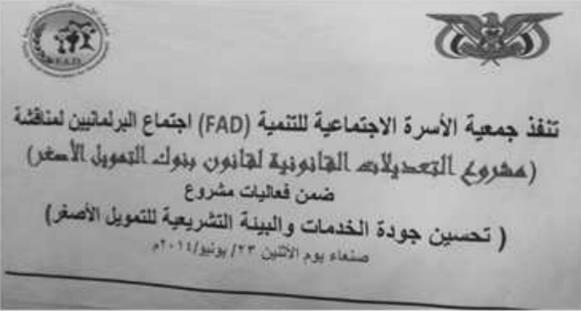 F.A.D.
تنفذ جمعية الأسرة الاجتماعية للتنمية (FAD) اجتماع البرلمانيين لمناقشة
(مشروع التعديلات القانونية لقانون بنوك التمويل الأصغر)
ضمن فعاليات مشروع
( تحسين جودة الخدمات والبيئة التشريعية للتمويل الأصغر)
صنعاء يوم الأثنين ٢٣/ يونيو/٢٠١٤م